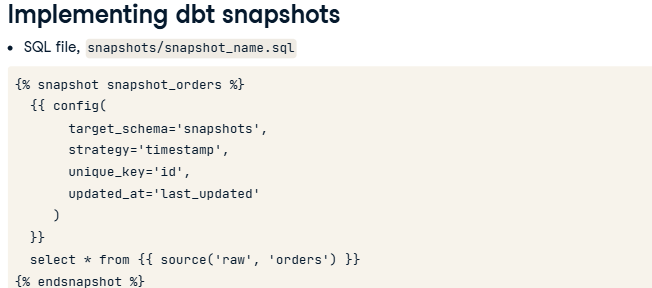 Implementing dbt snapshots
• SQL file, snapshots/snapshot_name.sql
{% snapshot snapshot_orders %}
  {{ config(
       target_schema='snapshots',
       strategy='timestamp',
       unique_key='id',
       updated_at='last_updated'
     )
  }}
  select * from {{ source('raw', 'orders') }}
{% endsnapshot %}